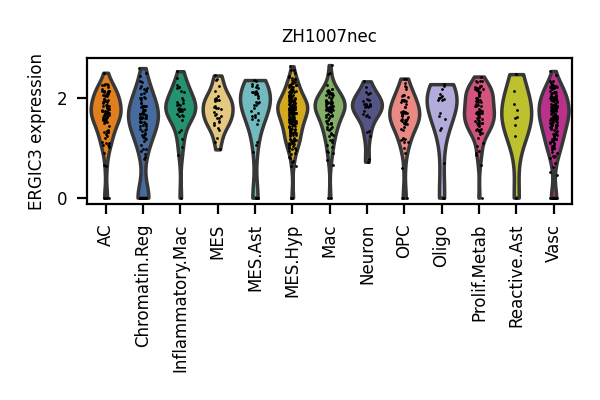 ZH1007nec
ERGIC3 expression
2
0
AC
Chromatin.Reg
Inflammatory.Mac
MES
MES.Ast
MES.Hyp
Mac
Neuron
OPC
Oligo
Prolif.Metab
Reactive.Ast
Vasc